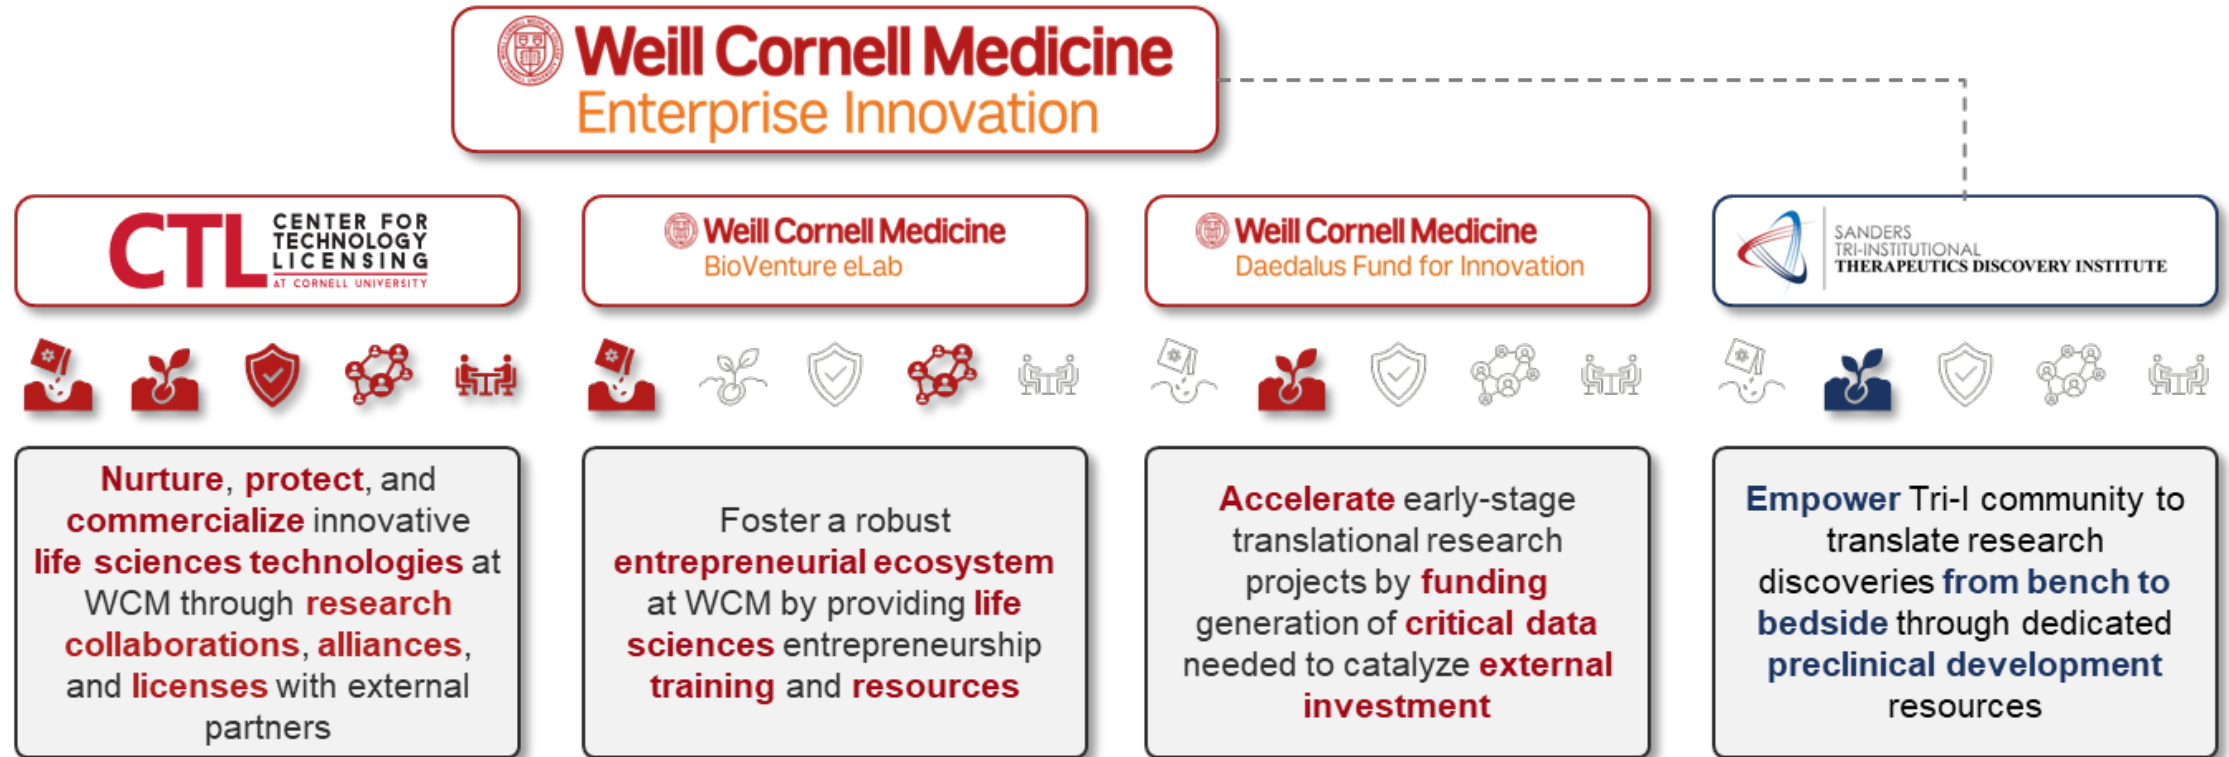 Weill Cornell Medicine
Enterprise Innovation
CTL
CENTER FOR
TECHNOLOGY
LICENSING
AT CORNELL UNIVERSITY
Weill Cornell Medicine
BioVenture eLab
Weill Cornell Medicine
Daedalus Fund for Innovation
SANDERS
TRI-INSTITUTIONAL
THERAPEUTICS DISCOVERY INSTITUTE
Nurture, protect, and
commercialize innovative
life sciences technologies at
WCM through research
collaborations, alliances,
and licenses with external
partners
Foster a robust
entrepreneurial ecosystem
at WCM by providing life
sciences entrepreneurship
training and resources
Accelerate early-stage
translational research
projects by funding
generation of critical data
needed to catalyze external
investment
Empower Tri-I community to
translate research
discoveries from bench to
bedside through dedicated
preclinical development
resources